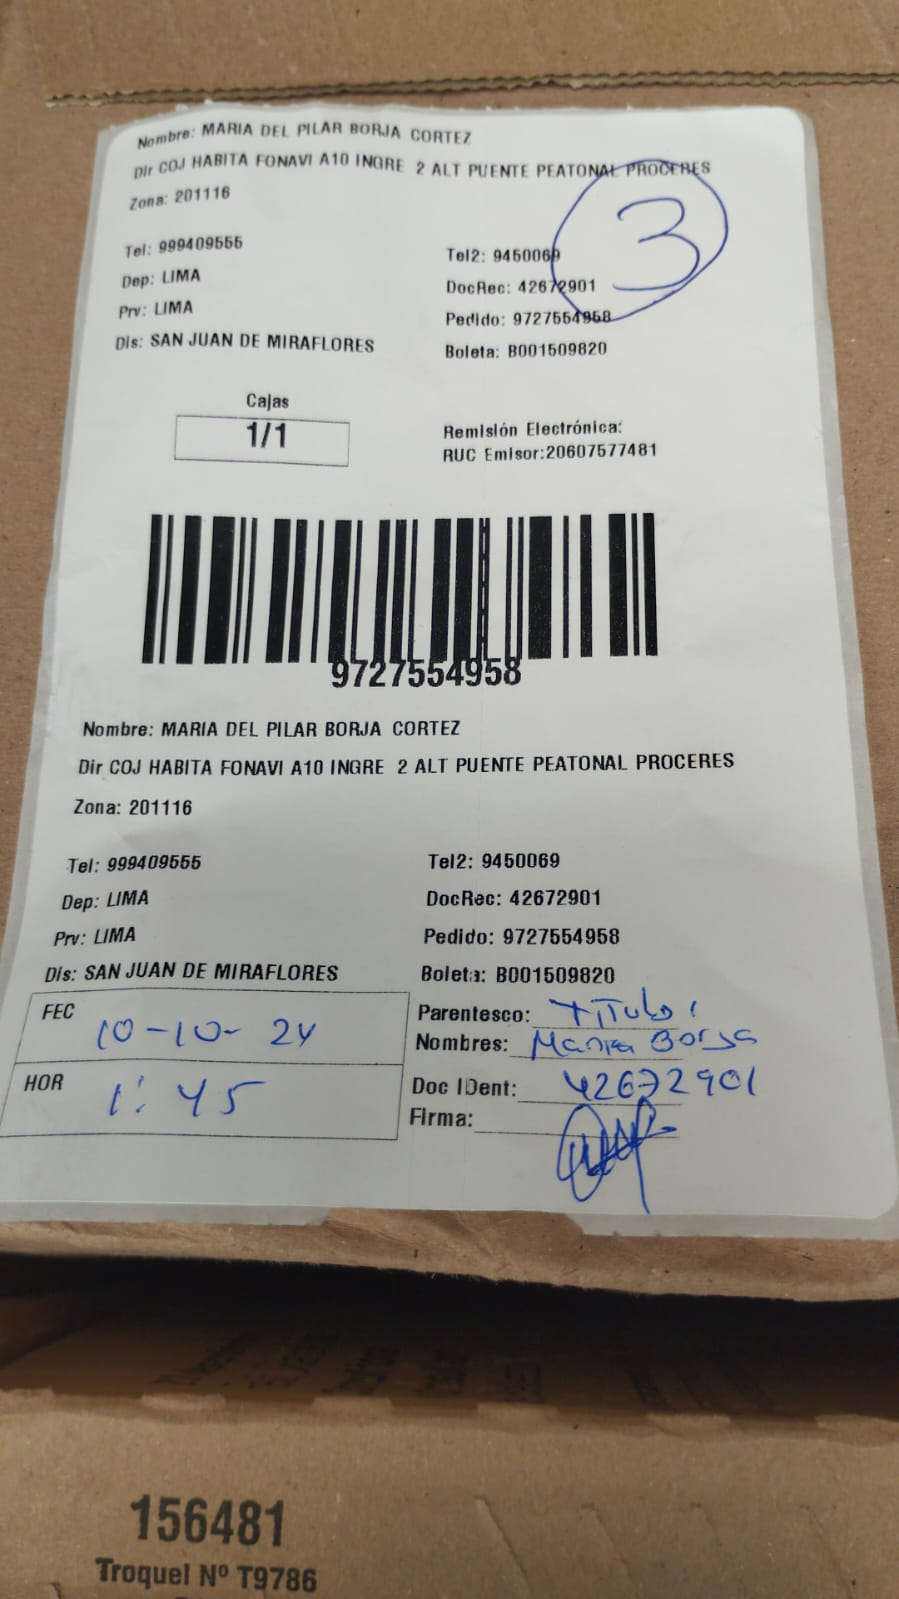 Nombre: MARIA DEL PILAR BORJA CORTEZ
Dir COJ HABITA FONAVI A10 INGRE 2 ALT PUENTE PEATONAL PROCERES
Zona: 201116
3
Tel: 999409555 Tel2: 9450069
Dep: LIMA DocRec: 42672901
Prv: LIMA Pedido: 9727554958
Dis: SAN JUAN DE MIRAFLORES Boleta: B001509820
Cajas
1/1
Remisión Electrónica:
RUC Emisor:20607577481
9727554958
Nombre: MARIA DEL PILAR BORJA CORTEZ
Dir COJ HABITA FONAVI A10 INGRE 2 ALT PUENTE PEATONAL PROCERES
Zona: 201116
Tel: 999409555 Tel2: 9450069
Dep: LIMA DocRec: 42672901
Prv: LIMA Pedido: 9727554958
Dis: SAN JUAN DE MIRAFLORES Boleta: B001509820
FEC 10-10-24
HOR 1:45
Parentesco: Titular
Nombres: Maria Borja
Doc IDent: 42672901
Firma:
156481
Troquel Nº T9786